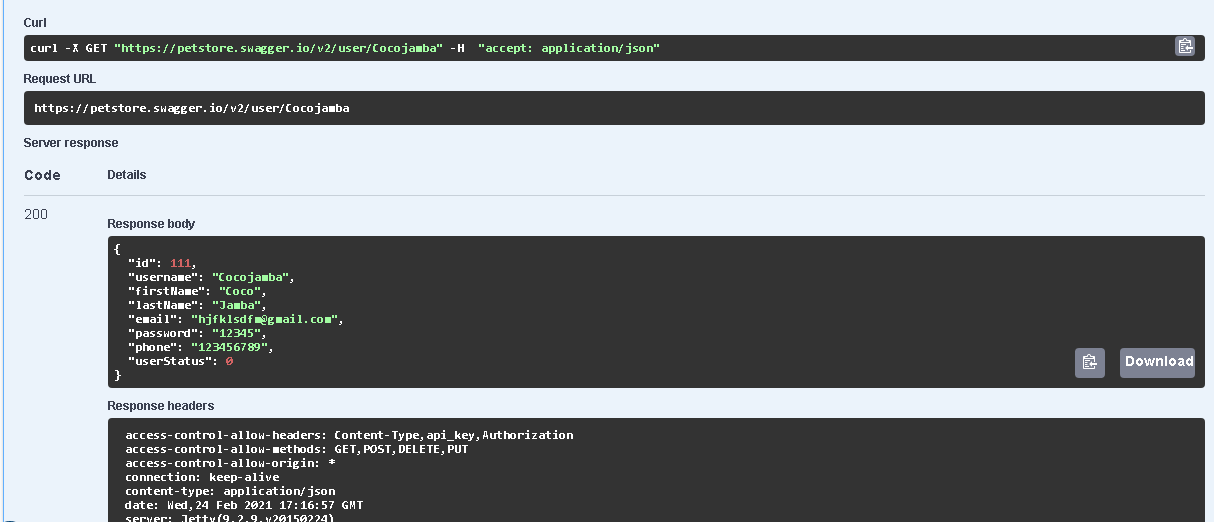 Curl
curl -X GET "https://petstore.swagger.io/v2/user/Cocojamba" -H  "accept: application/json"
Request URL
https://petstore.swagger.io/v2/user/Cocojamba
Server response
Code Details
200
Response body
{
  "id": 111,
  "username": "Cocojamba",
  "firstName": "Coco",
  "lastName": "Jamba",
  "email": "hjfklsdfm@gmail.com",
  "password": "12345",
  "phone": "123456789",
  "userStatus": 0
}
Download
Response headers
access-control-allow-headers: Content-Type,api_key,Authorization
access-control-allow-methods: GET,POST,DELETE,PUT
access-control-allow-origin: *
connection: keep-alive
content-type: application/json
date: Wed,24 Feb 2021 17:16:57 GMT
server: Jetty(9.2.9.v20150224)